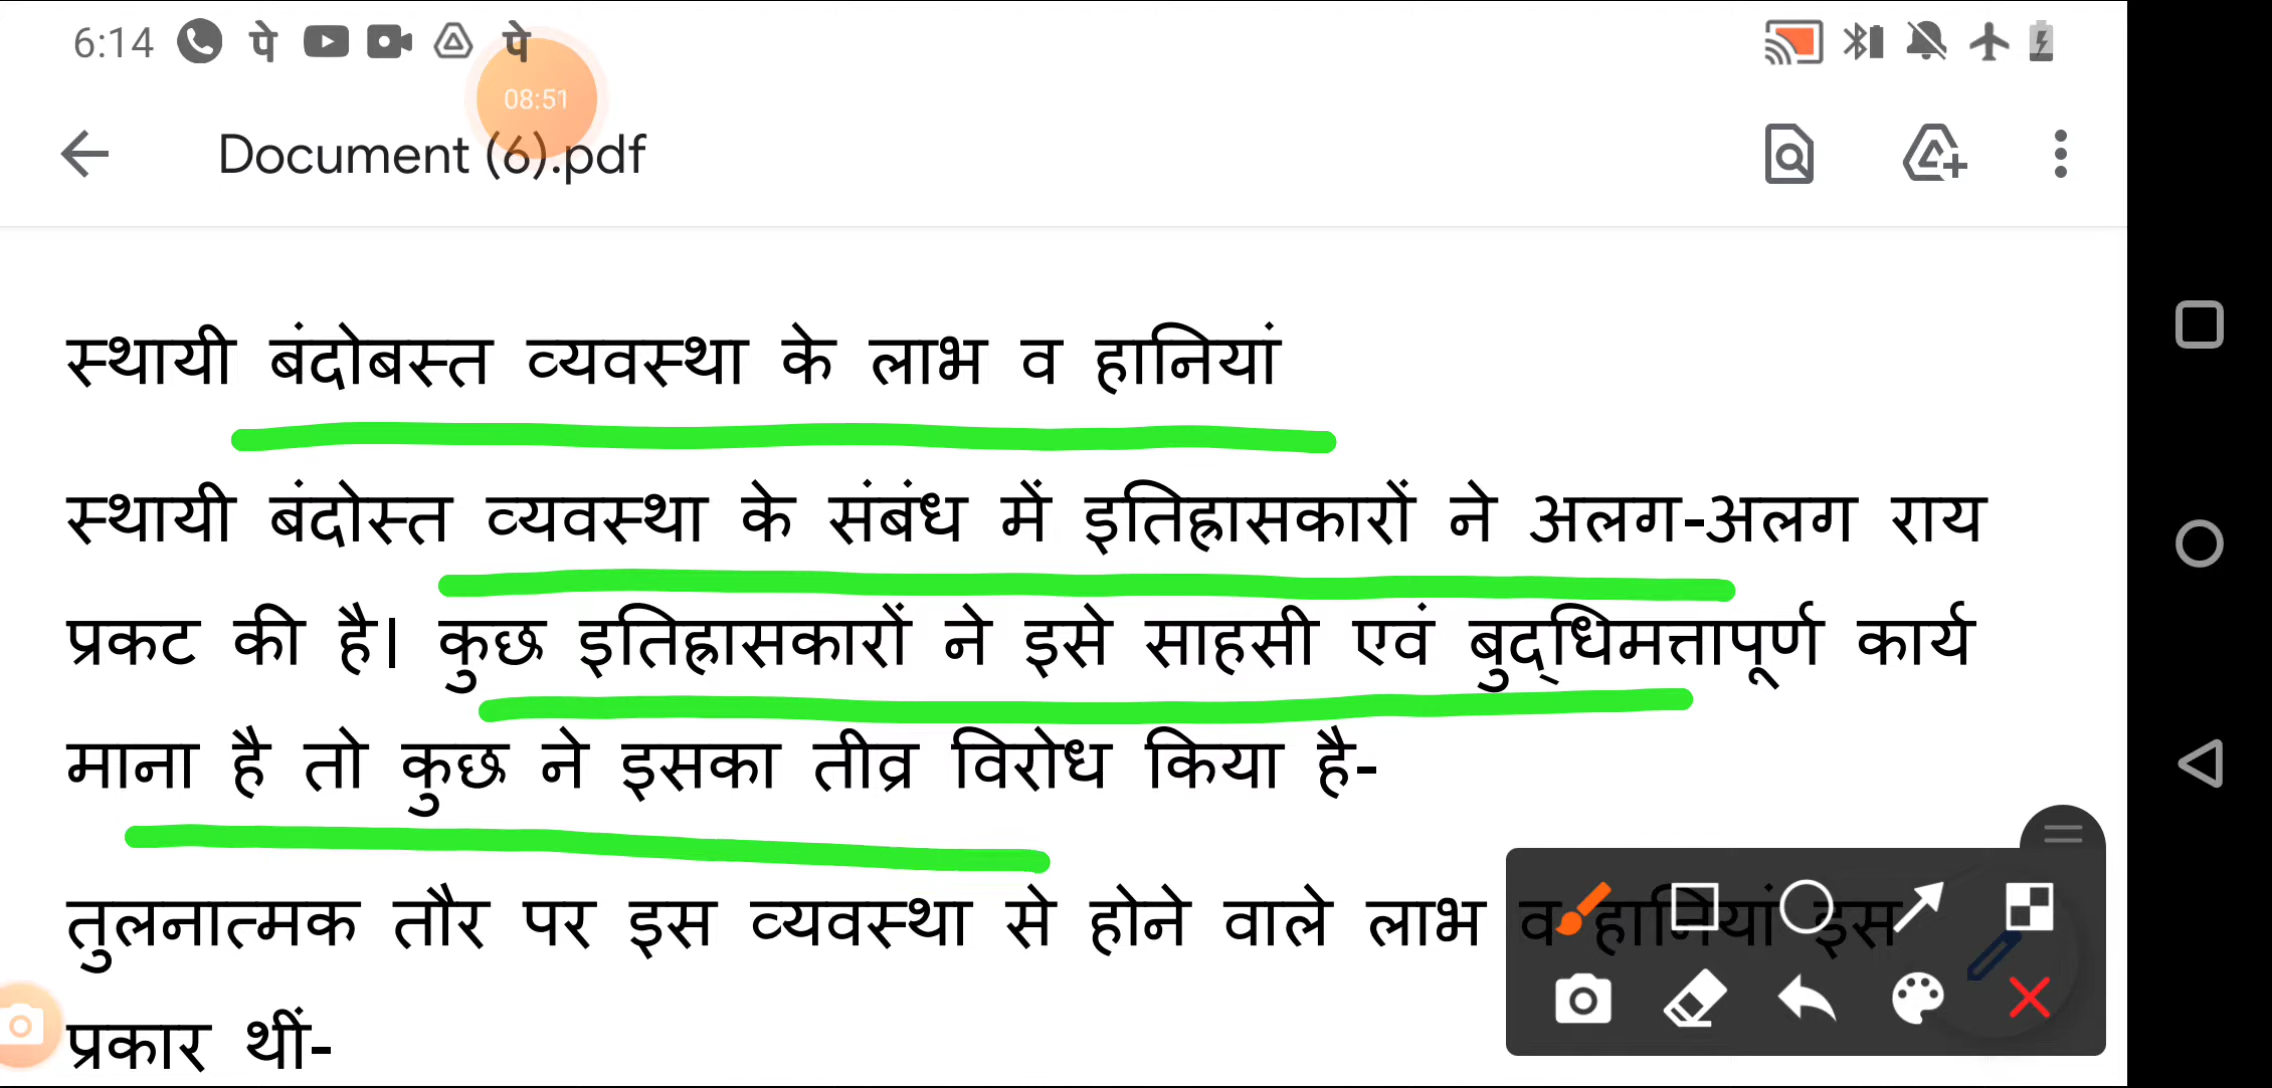 6:14 पे पे
08:51
Document (6).pdf
स्थायी बंदोबस्त व्यवस्था के लाभ व हानियां
स्थायी बंदोस्त व्यवस्था के संबंध में इतिह्रासकारों ने अलग-अलग राय
प्रकट की है। कुछ इतिह्रासकारों ने इसे साहसी एवं बुद्धिमत्तापूर्ण कार्य
माना है तो कुछ ने इसका तीव्र विरोध किया है-
तुलनात्मक तौर पर इस व्यवस्था से होने वाले लाभ व हानियां इस
प्रकार थीं-